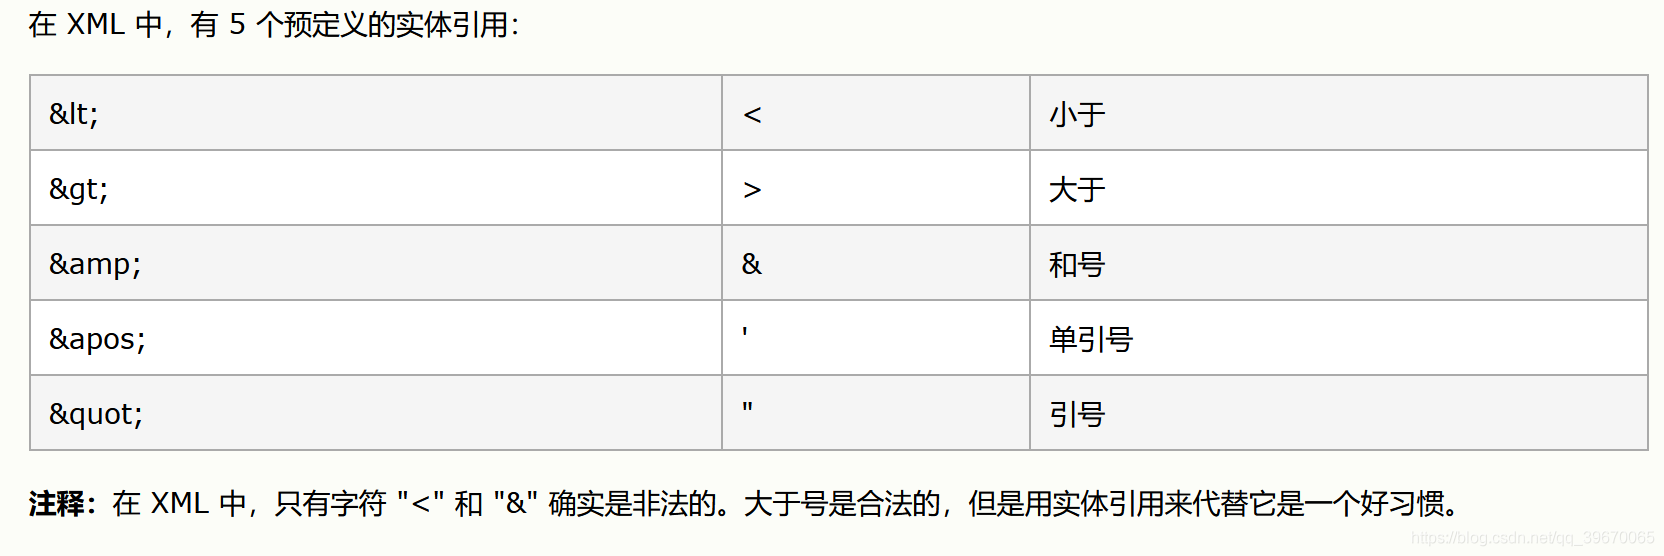 在 XML 中，有 5 个预定义的实体引用：
&lt; < 小于
&gt; > 大于
&amp; & 和号
&apos; ' 单引号
&quot; " 引号
注释：在 XML 中，只有字符 "<" 和 "&" 确实是非法的。大于号是合法的，但是用实体引用来代替它是一个好习惯。
https://blog.csdn.net/qq_39670065